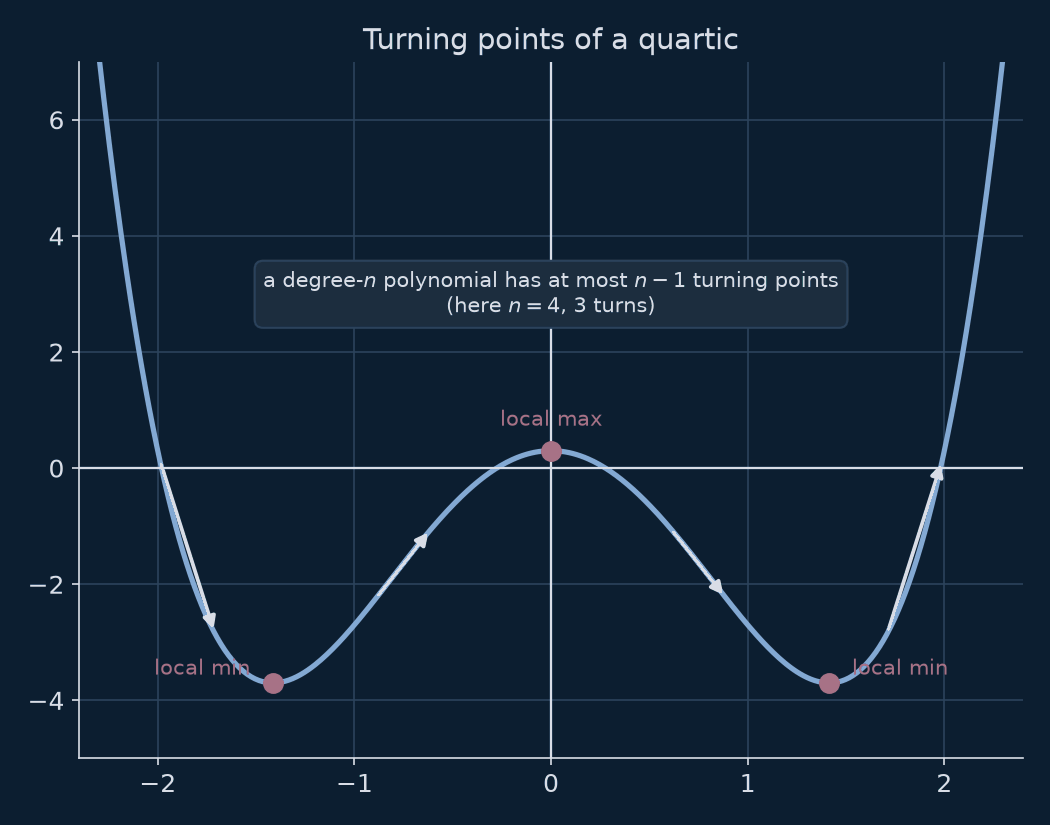 Turning points of a quartic
6
4
a degree-n polynomial has at most n − 1 turning points
(here n = 4, 3 turns)
2
local max
0
−2
local min
local min
−4
−2
−1
0
1
2